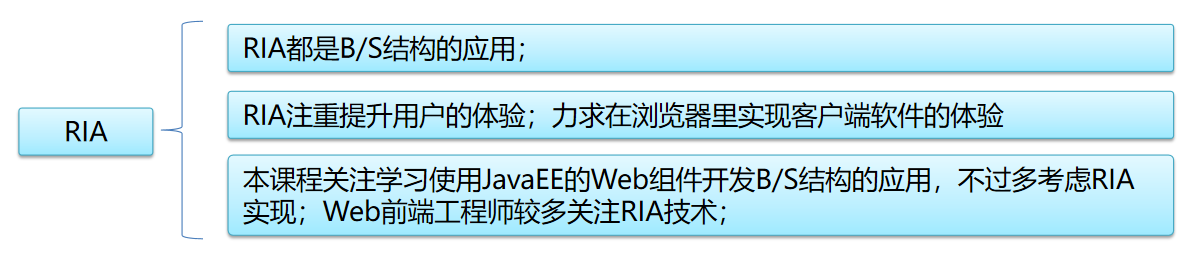 RIA
RIA都是B/S结构的应用；
RIA注重提升用户的体验；力求在浏览器里实现客户端软件的体验
本课程关注学习使用JavaEE的Web组件开发B/S结构的应用，不过多考虑RIA
实现；Web前端工程师较多关注RIA技术；